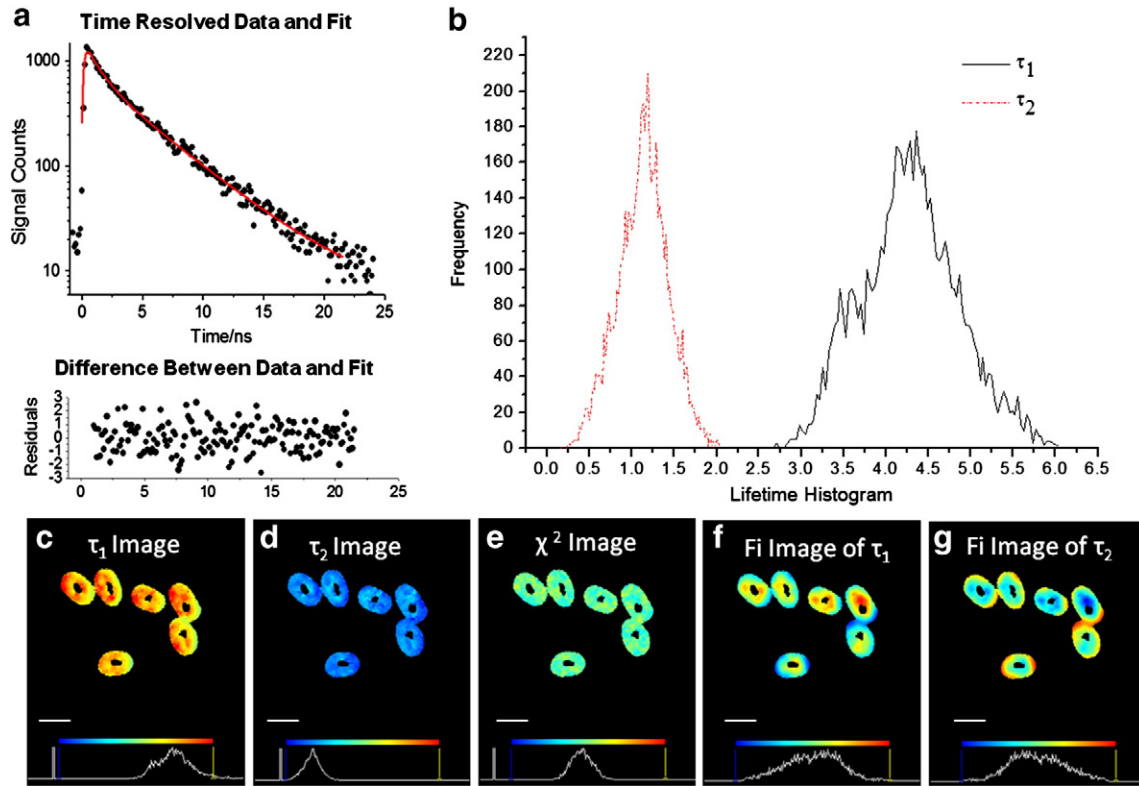 a
Time Resolved Data and Fit
1000
100
10
Signal Counts
0 5 10 15 20 25
Time/ns
Difference Between Data and Fit
3
2
1
0
-1
-2
-3
Residuals
0 5 10 15 20 25
b
220
200
180
160
140
120
100
80
60
40
20
0
Frequency
τ1
τ2
0.0 0.5 1.0 1.5 2.0 2.5 3.0 3.5 4.0 4.5 5.0 5.5 6.0 6.5
Lifetime Histogram
c
τ1 Image
d
τ2 Image
e
χ2 Image
f
Fi Image of τ1
g
Fi Image of τ2